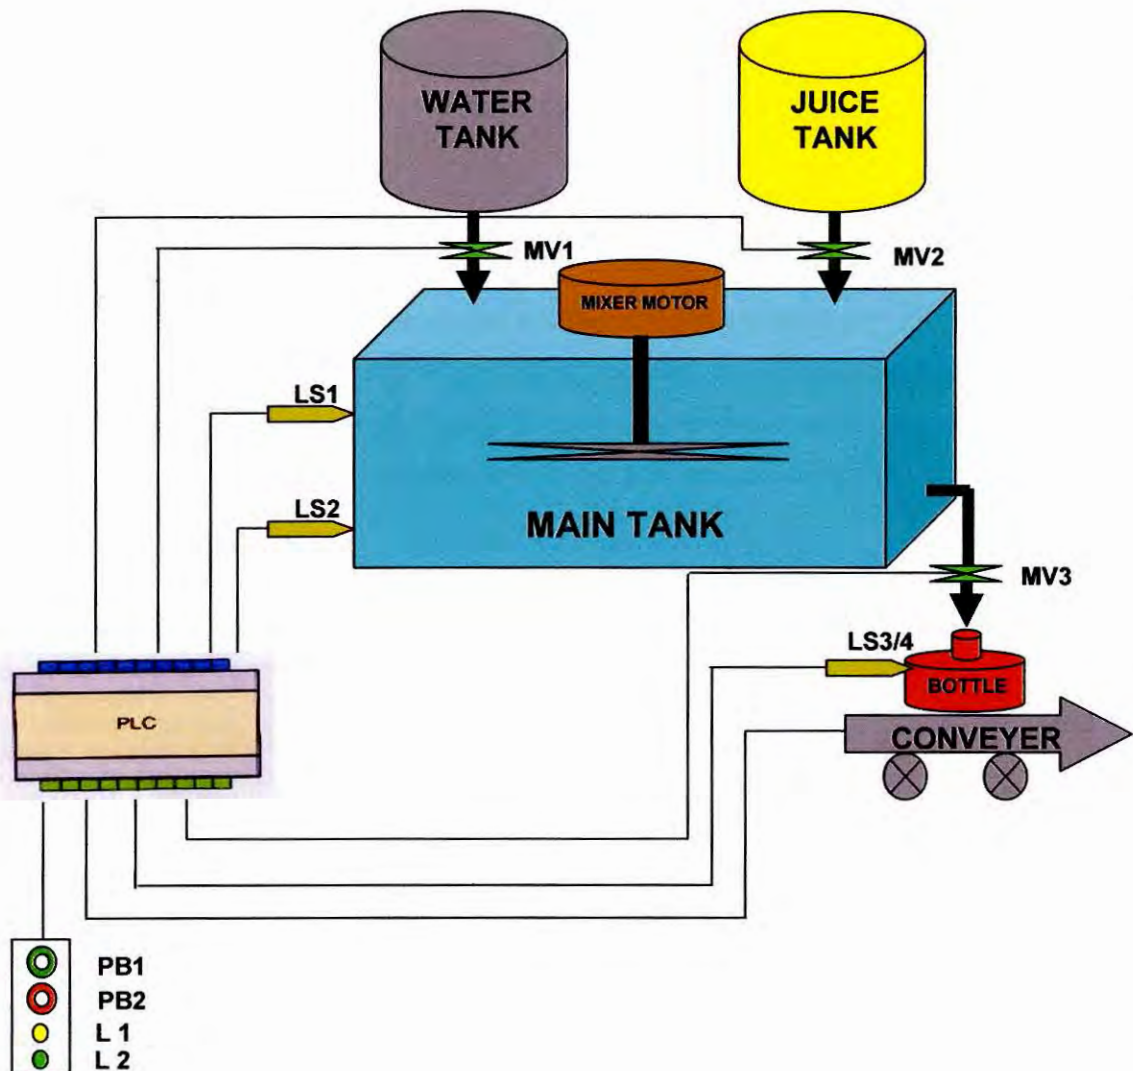 WATER
TANK
JUICE
TANK
MV1
MV2
MIXER MOTOR
LS1
LS2
MAIN TANK
MV3
LS3/4
BOTTLE
PLC
CONVEYER
PB1
PB2
L 1
L 2